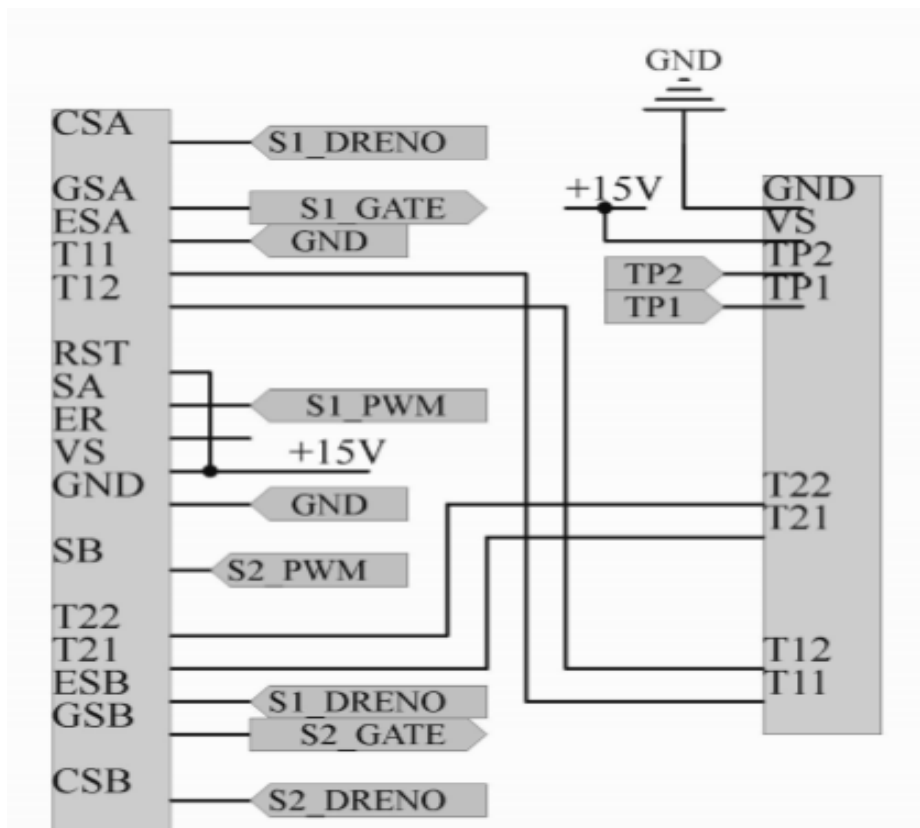 GND
CSA
S1_DRENO
GSA
S1_GATE
+15V
GND
ESA
GND
VS
T11
TP2
TP2
T12
TP1
TP1
RST
SA
S1_PWM
ER
VS
+15V
GND
GND
T22
T21
SB
S2_PWM
T22
T21
T12
ESB
S1_DRENO
T11
GSB
S2_GATE
CSB
S2_DRENO